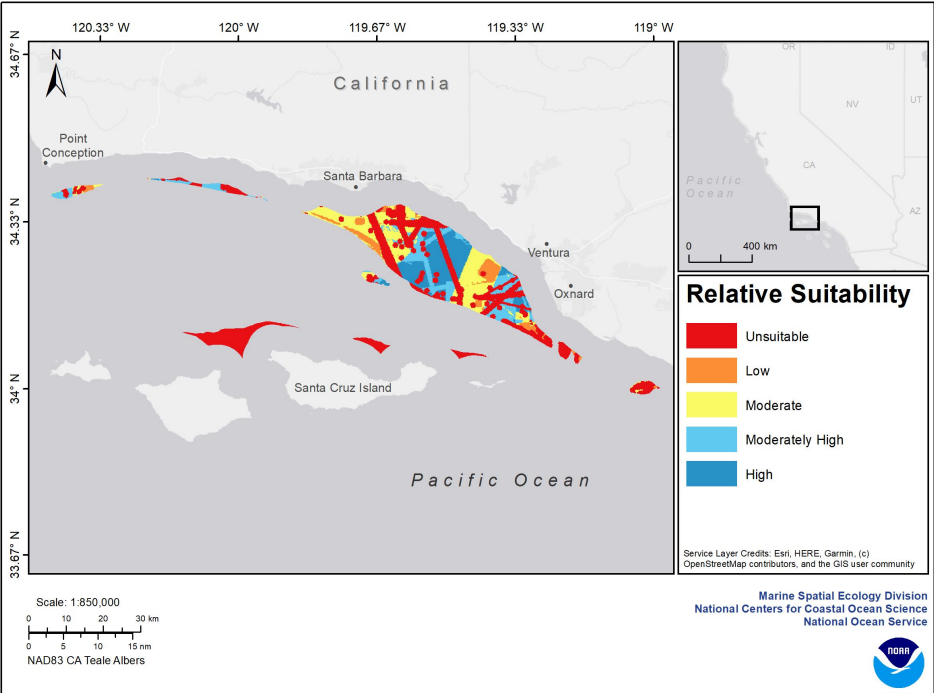 120.33° W
120° W
119.67° W
119.33° W
119° W
34.67° N
34.33° N
34° N
33.67° N
N
California
Point
Conception
Santa Barbara
Ventura
Oxnard
Santa Cruz Island
Pacific Ocean
OR
ID
NV
UT
CA
AZ
Pacific
Ocean
0 400 km
Relative Suitability
Unsuitable
Low
Moderate
Moderately High
High
Service Layer Credits: Esri, HERE, Garmin, (c)
OpenStreetMap contributors, and the GIS user community
Scale: 1:850,000
0 10 20 30 km
0 5 10 15 nm
NAD83 CA Teale Albers
Marine Spatial Ecology Division
National Centers for Coastal Ocean Science
National Ocean Service
NOAA